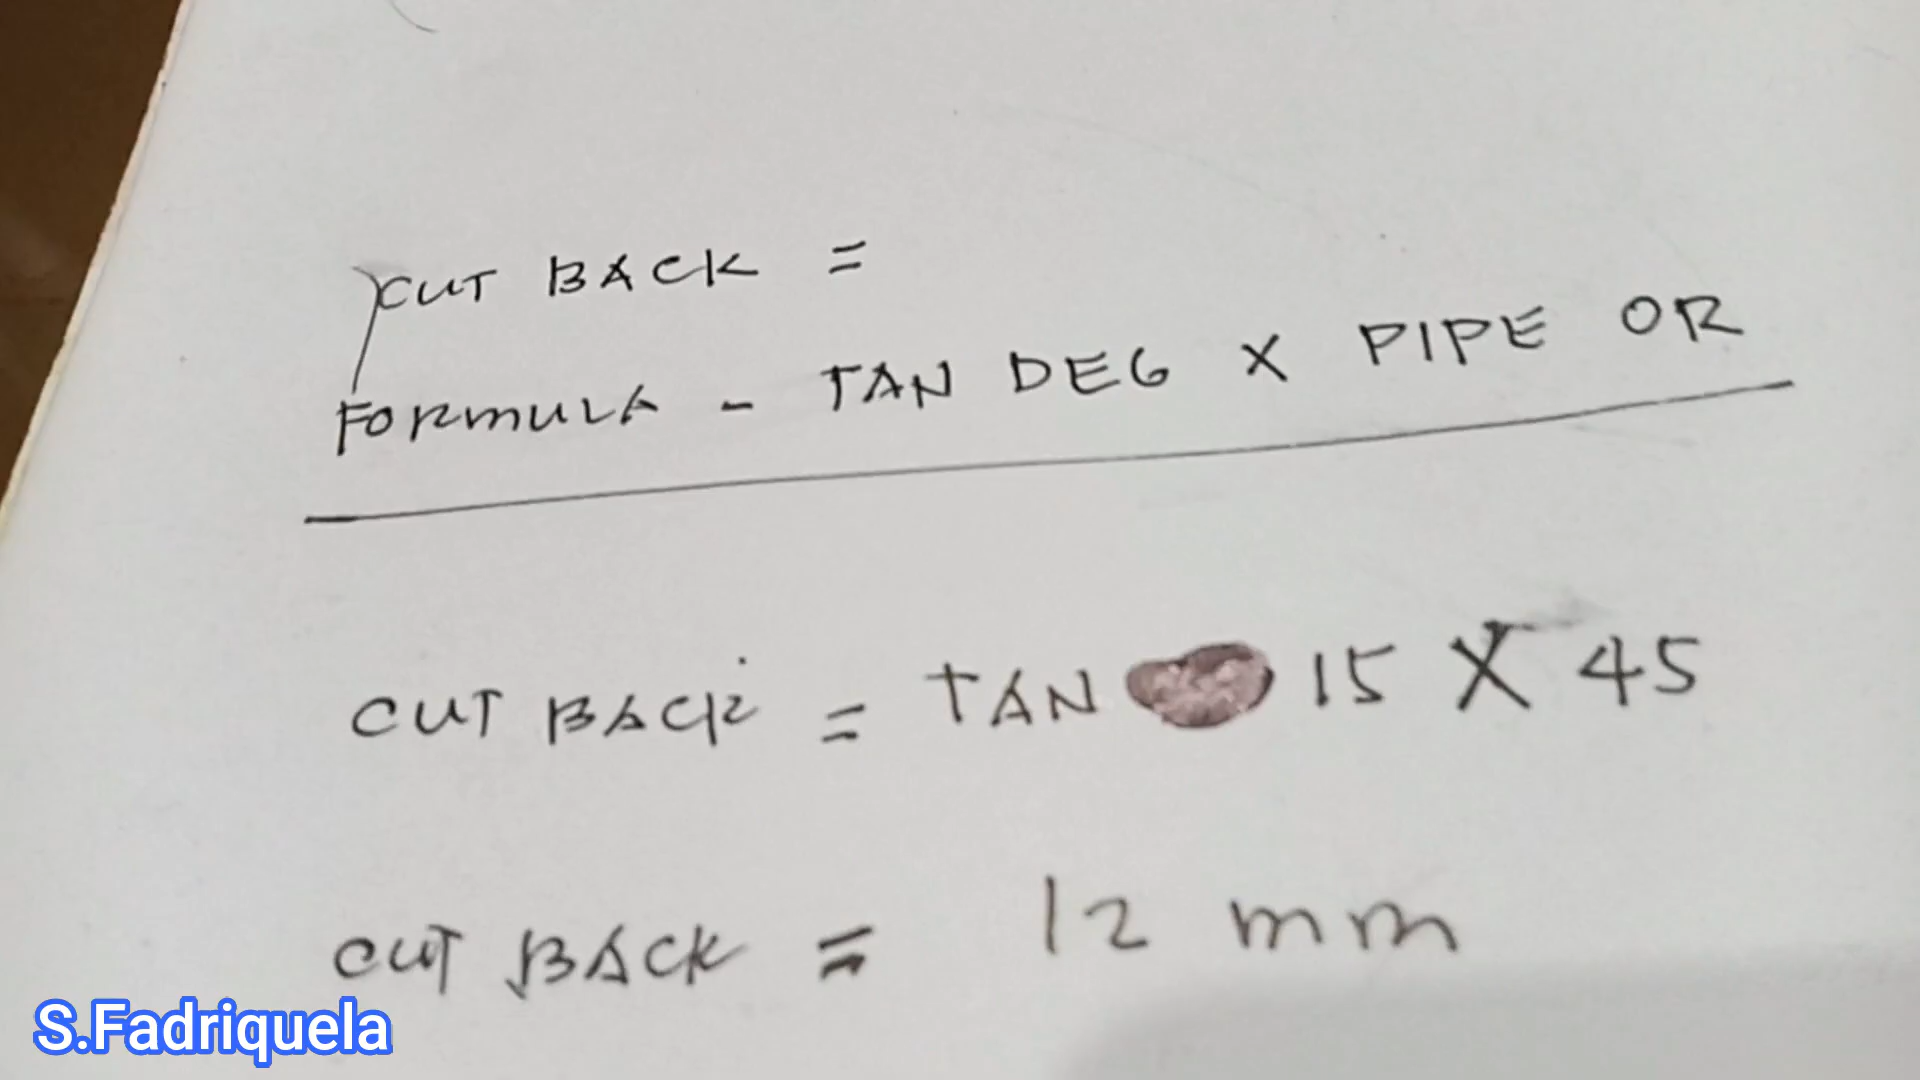 CUT BACK =
FORMULA - TAN DEG X PIPE OR
CUT BACK = TAN 15 X 45
CUT BACK = 12 mm
S.Fadriquela